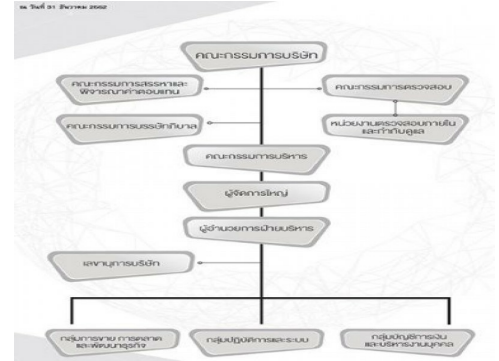 ณ วันที่ 31 ธันวาคม 2562
คณะกรรมการบริษัท
คณะกรรมการสรรหาและ
พิจารณาค่าตอบแทน
คณะกรรมการตรวจสอบ
คณะกรรมการบรรษัทภิบาล
หน่วยงานตรวจสอบภายใน
และกำกับดูแล
คณะกรรมการบริหาร
ผู้จัดการใหญ่
ผู้อำนวยการฝ่ายบริหาร
เลขานุการบริษัท
กลุ่มการขาย การตลาด
และพัฒนาธุรกิจ
กลุ่มปฏิบัติการและระบบ
กลุ่มบัญชีการเงิน
และบริหารงานบุคคล